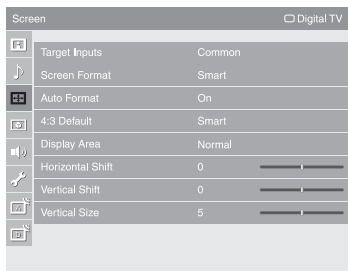 Screen Digital TV
Target Inputs Common
Screen Format Smart
Auto Format On
4:3 Default Smart
Display Area Normal
Horizontal Shift 0
Vertical Shift 0
Vertical Size 5